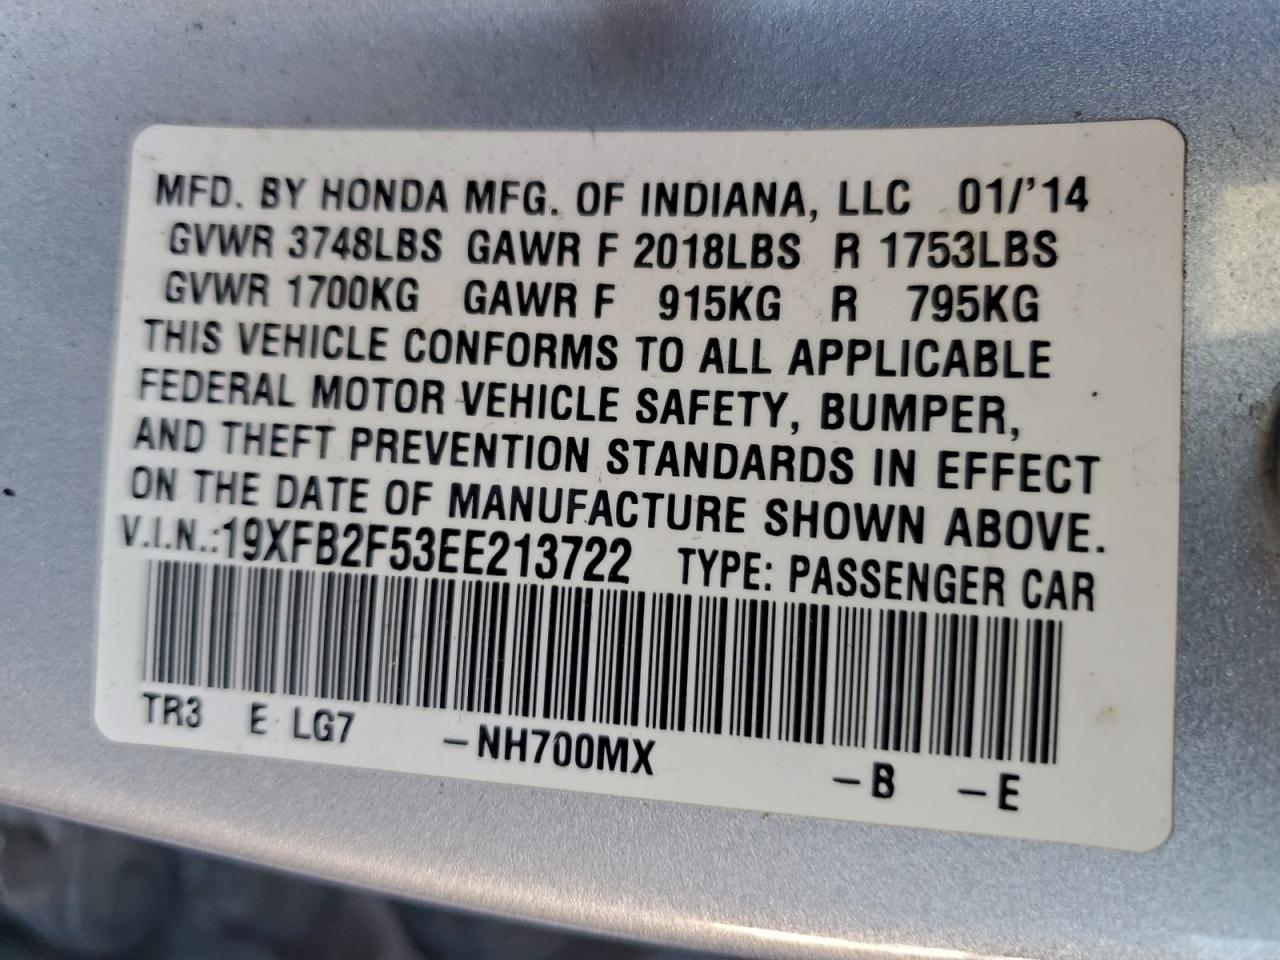 MFD. BY HONDA MFG. OF INDIANA, LLC 01/'14
GVWR 3748LBS GAWR F 2018LBS R 1753LBS
GVWR 1700KG GAWR F 915KG R 795KG
THIS VEHICLE CONFORMS TO ALL APPLICABLE
FEDERAL MOTOR VEHICLE SAFETY, BUMPER,
AND THEFT PREVENTION STANDARDS IN EFFECT
ON THE DATE OF MANUFACTURE SHOWN ABOVE.
V.I.N.:19XFB2F53EE213722 TYPE: PASSENGER CAR
TR3 E LG7 -NH700MX -B -E